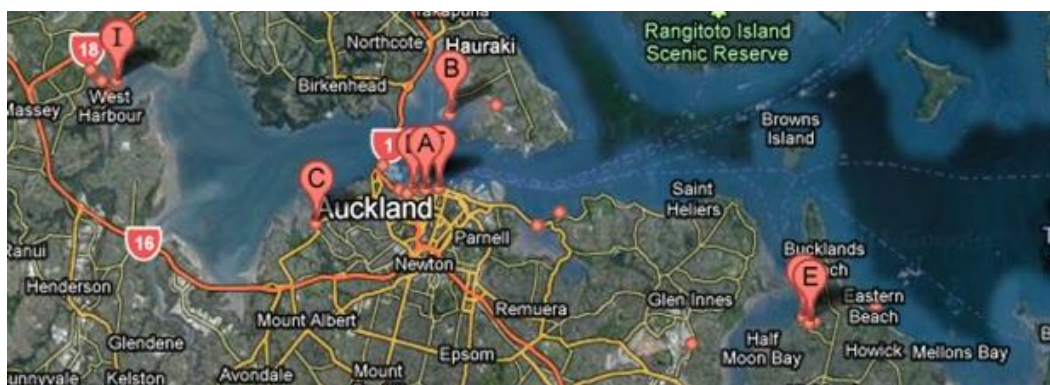 Takapuna
Rangitoto Island
Scenic Reserve
I
18
Northcote
Hauraki
B
Birkenhead
Massey
West
Harbour
Browns
Island
1
A
C
Auckland
Saint
Heliers
16
Parnell
Ranui
Newton
Bucklands
E
Henderson
Remuera
Glen Innes
Eastern
Beach
Mount Albert
Glendene
Epsom
Half
Moon Bay
Howick
Mellons Bay
Kelston
Avondale
Mount